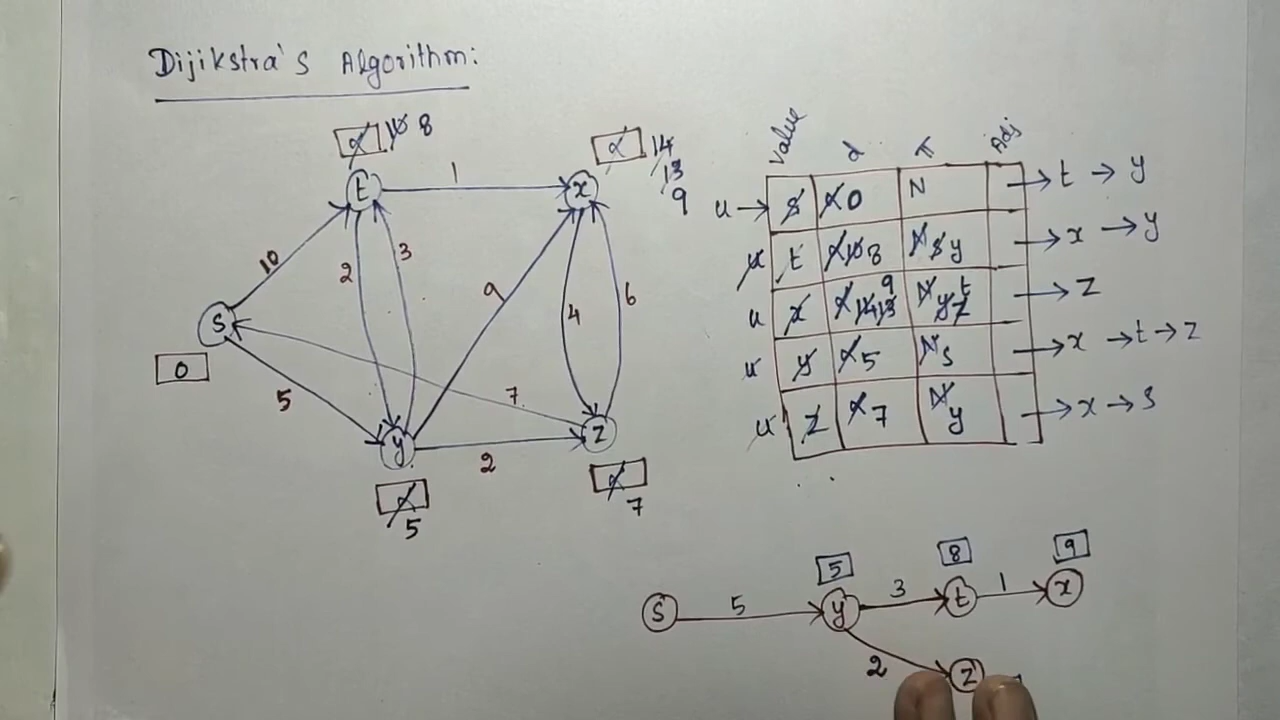 Dijikstra's Algorithm:
∝ 10 8
∝ 14
13
9
t
1
x
10
2
3
9
4
6
S
0
5
7
y
2
z
∝
5
∝
7
Value d π Adj
u → s ∝ 0 N → t → y
u t ∝ 10 8 N s y → x → y
u x ∝ 14 13 9 N y z t → z
u y ∝ 5 N s → x → t → z
u z ∝ 7 N y → x → s
5 8 9
S 5 y 3 t 1 x
2
z